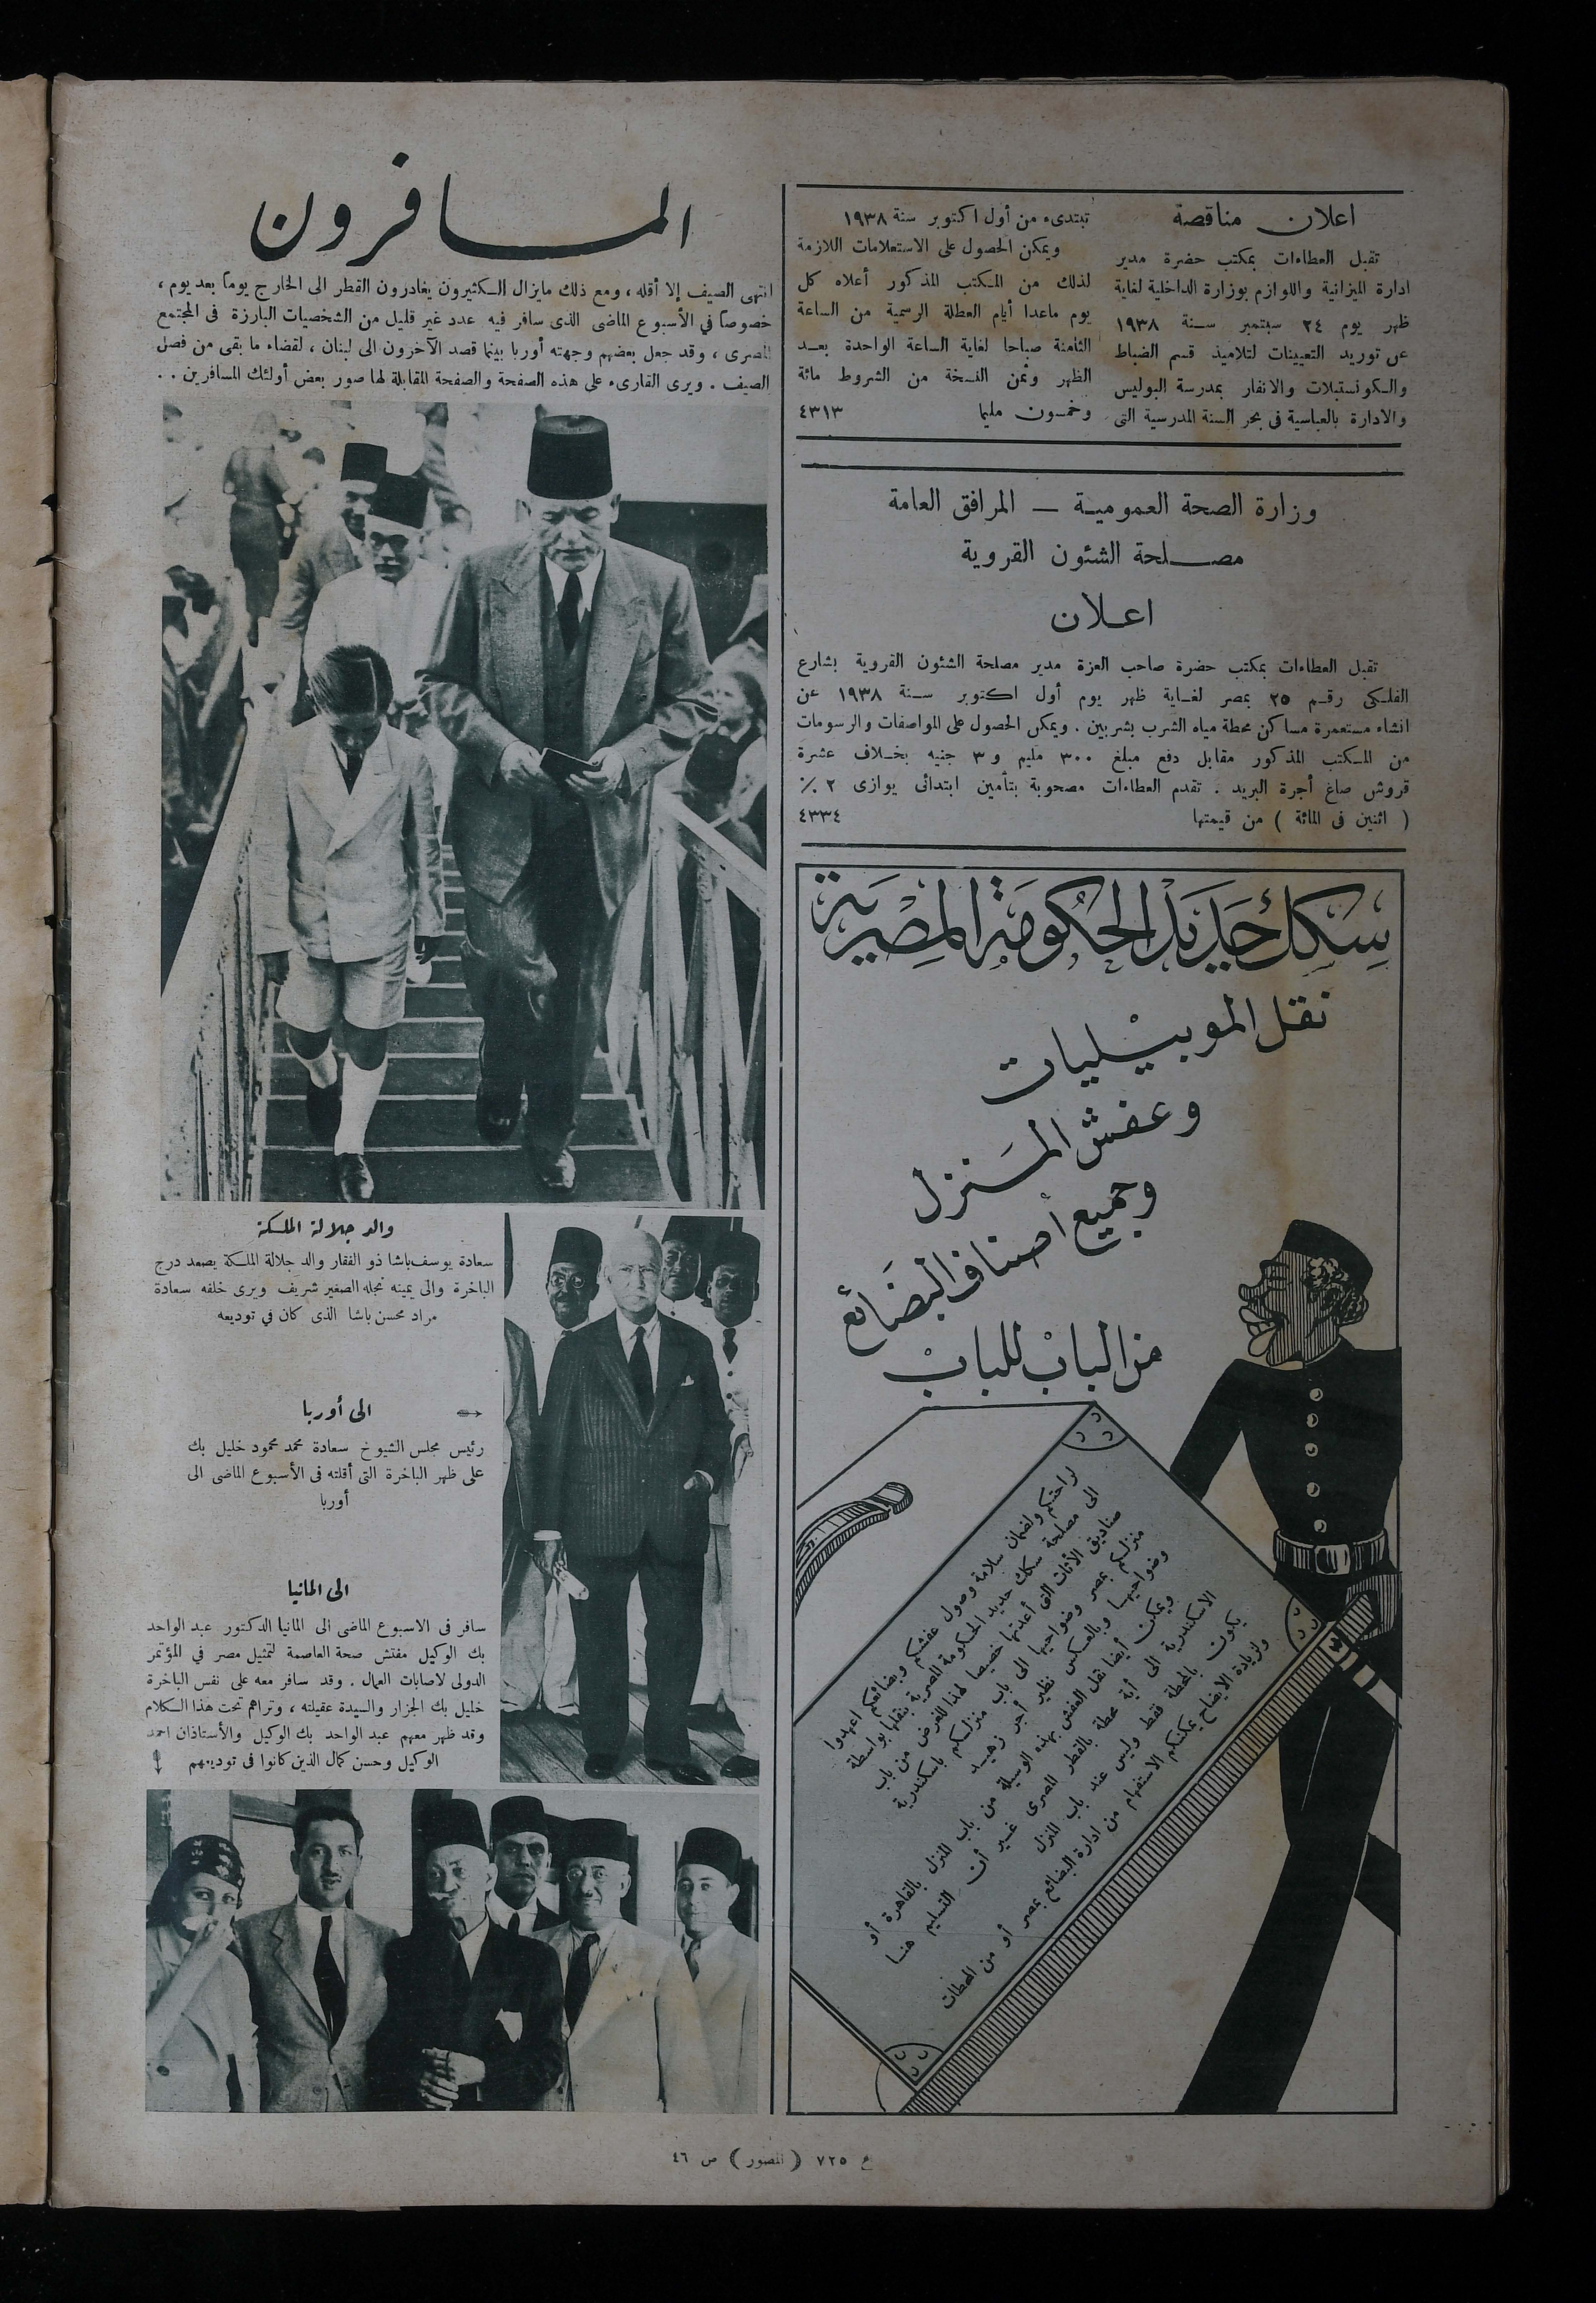 اعلان مناقصة
تقبل العطاءات بمكتب حضرة مدير
ادارة الميزانية واللوازم بوزارة الداخلية لغاية
ظهر يوم ٢٤ سبتمبر سنة ١٩٣٨
عن توريد التعيينات لتلاميذ قسم الضباط
والكونستبلات والانفار بمدرسة البوليس
والادارة بالعباسية فى بحر السنة المدرسية التى
تبتدىء من أول اكتوبر سنة ١٩٣٨
ويمكن الحصول على الاستعلامات اللازمة
لذلك من المكتب المذكور أعلاه كل
يوم ماعدا أيام العطلة الرسمية من الساعة
الثامنة صباحا لغاية الساعة الواحدة بعد
الظهر وثمن النسخة من الشروط مائة
وخمسون مليما ٤٣١٣
وزارة الصحة العمومية — المرافق العامة
مصلحة الشئون القروية
اعلان
تقبل العطاءات بمكتب حضرة صاحب العزة مدير مصلحة الشئون القروية بشارع
الفلكى رقم ٢٥ بمصر لغاية ظهر يوم أول اكتوبر سنة ١٩٣٨ عن
انشاء مستعمرة مساكن محطة مياه الشرب بشربين . ويمكن الحصول على المواصفات والرسومات
من المكتب المذكور مقابل دفع مبلغ ٣٠٠ مليم و ٣ جنيه بخلاف عشرة
قروش صاغ أجرة البريد . تقدم العطاءات مصحوبة بتأمين ابتدائى يوازى ٢ ٪
( اثنين فى المائة ) من قيمتها ٤٣٣٤
سكك حديد الحكومة المصرية
نقل الموبيليات
وعفش المنزل
وجميع أصناف البضائع
من الباب للباب
لراحتكم ولضمان سلامة وصول عفشكم وبضائعكم اعهدوا
الى مصلحة سكك حديد الحكومة المصرية بنقلها بواسطة
صناديق الأثاث التى أعدتها خصيصا لهذا الغرض من باب
منزلكم بمصر وضواحيها الى باب منزلكم باسكندرية
وضواحيها وبالعكس نظير أجر زهيد
ويمكن أيضا نقل العفش بهذه الوسيلة من باب المنزل بالقاهرة أو
الاسكندرية الى أية محطة بالقطر المصرى غير أن التسليم هنا
يكون بالمحطة فقط وليس عند باب المنزل
ولزيادة الايضاح يمكنكم الاستفهام من ادارة البضائع بمصر أو من المحطات
المسافرون
انتهى الصيف إلا أقله ، ومع ذلك مايزال الكثيرون يغادرون القطر الى الخارج يوماً بعد يوم ،
خصوصاً في الأسبوع الماضى الذى سافر فيه عدد غير قليل من الشخصيات البارزة فى المجتمع
المصرى ، وقد جعل بعضهم وجهته أوربا بينما قصد الآخرون الى لبنان ، لقضاء ما بقى من فصل
الصيف . ويرى القارىء على هذه الصفحة والصفحة المقابلة لها صور بعض أولئك المسافرين . .
والد جلالة الملكة
سعادة يوسف باشا ذو الفقار والد جلالة الملكة يصعد درج
الباخرة والى يمينه نجله الصغير شريف ويرى خلفه سعادة
مراد محسن باشا الذى كان في توديعه
الى أوربا
رئيس مجلس الشيوخ سعادة محمد محمود خليل بك
على ظهر الباخرة التى أقلته فى الأسبوع الماضى الى
أوربا
الى المانيا
سافر فى الاسبوع الماضى الى المانيا الدكتور عبد الواحد
بك الوكيل مفتش صحة العاصمة لتمثيل مصر في المؤتمر
الدولى لاصابات العمال . وقد سافر معه على نفس الباخرة
خليل بك الجزار والسيدة عقيلته ، وتراهم تحت هذا الكلام
وقد ظهر معهم عبد الواحد بك الوكيل والأستاذان احمد
الوكيل وحسن كمال الذين كانوا فى توديعهم
ع ٧٢٥ ( المصور ) ص ٤٦